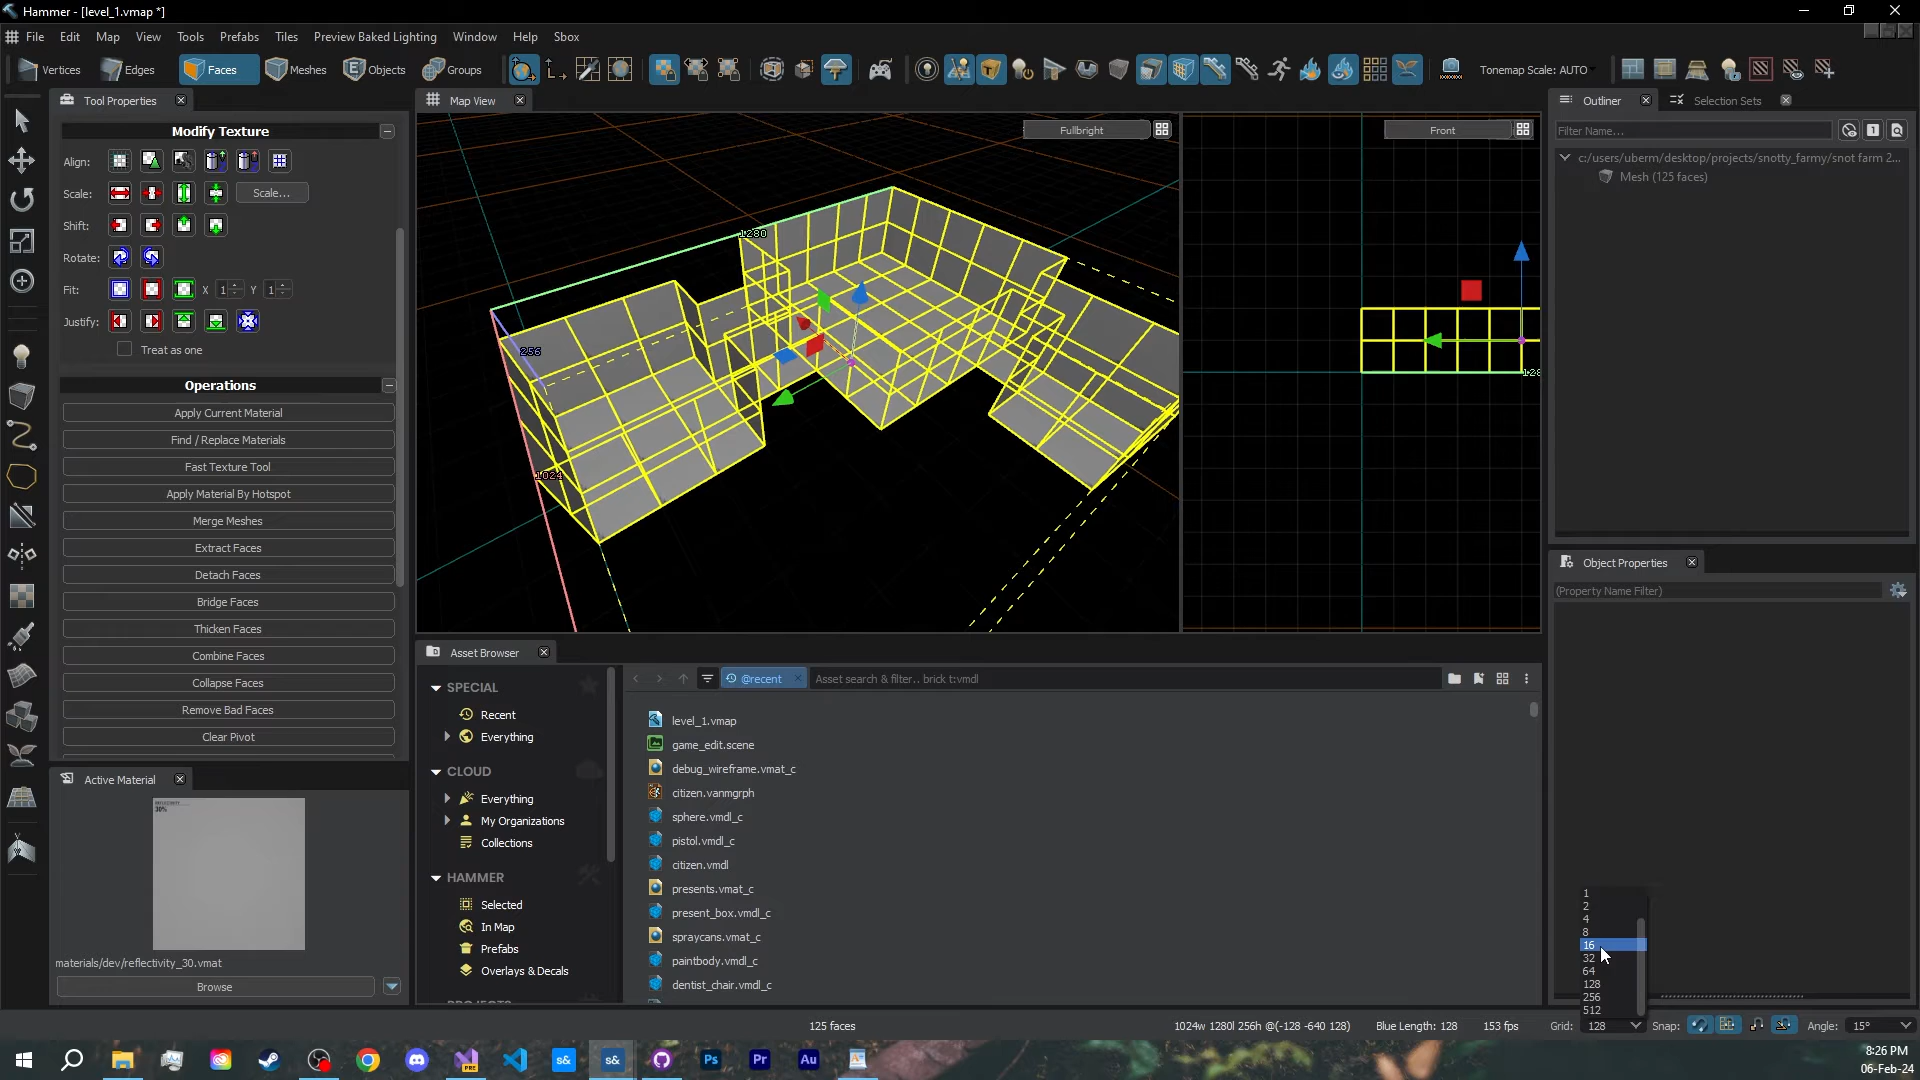 Hammer - [level_1.vmap *]
File Edit Map View Tools Prefabs Tiles Preview Baked Lighting Window Help Sbox
Vertices Edges Faces Meshes Objects Groups Tonemap Scale: AUTO
Tool Properties
Modify Texture
Align:
Scale: Scale...
Shift:
Rotate:
Fit: X 1 Y 1
Justify:
Treat as one
Operations
Apply Current Material
Find / Replace Materials
Fast Texture Tool
Apply Material By Hotspot
Merge Meshes
Extract Faces
Detach Faces
Bridge Faces
Thicken Faces
Combine Faces
Collapse Faces
Remove Bad Faces
Clear Pivot
Active Material
REFLECTIVITY
30%
materials/dev/reflectivity_30.vmat
Browse
Map View
Fullbright
1280
256
1024
Front
128
Asset Browser
SPECIAL
Recent
Everything
CLOUD
Everything
My Organizations
Collections
HAMMER
Selected
In Map
Prefabs
Overlays & Decals
PROJECTS
@recent
Asset search & filter.. brick t:vmdl
level_1.vmap
game_edit.scene
debug_wireframe.vmat_c
citizen.vanmgrph
sphere.vmdl_c
pistol.vmdl_c
citizen.vmdl
presents.vmat_c
present_box.vmdl_c
spraycans.vmat_c
paintbody.vmdl_c
dentist_chair.vmdl_c
Outliner
Selection Sets
Filter Name...
c:/users/uberm/desktop/projects/snotty_farmy/snot farm 2...
Mesh (125 faces)
Object Properties
(Property Name Filter)
1
2
4
8
16
32
64
128
256
512
125 faces
1024w 1280l 256h @(-128 -640 128)
Blue Length: 128
153 fps
Grid: 128
Snap:
Angle: 15°
s& s& Ps Pr Au
PRE
8:26 PM
06-Feb-24